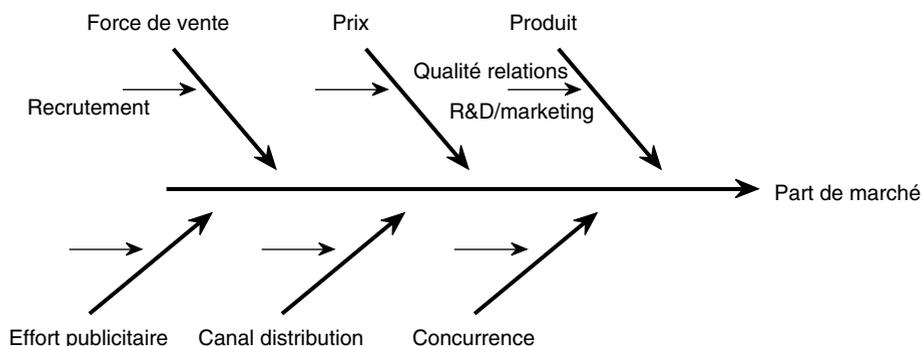 Force de vente
Prix
Produit
Qualité relations
Recrutement
R&D/marketing
Part de marché
Effort publicitaire
Canal distribution
Concurrence